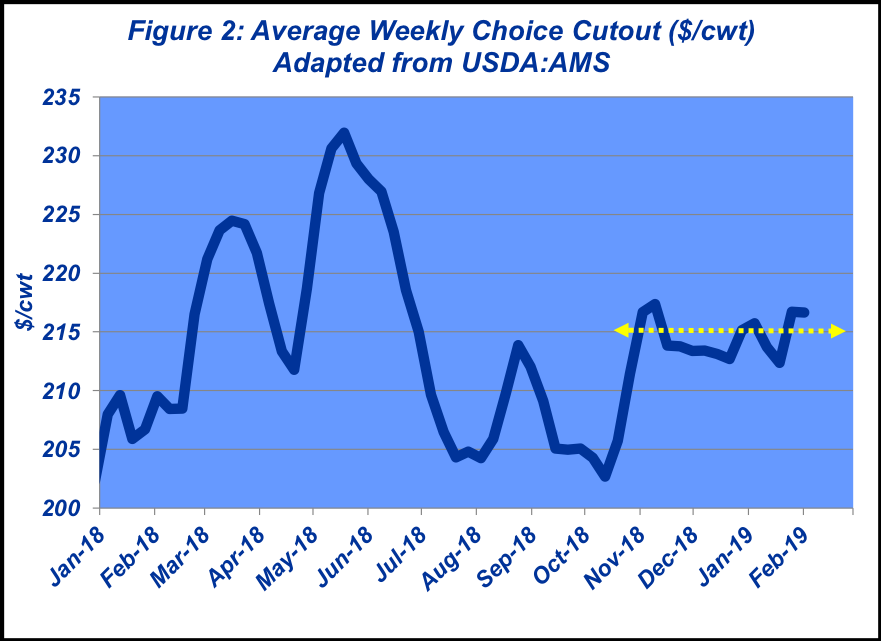 Figure 2: Average Weekly Choice Cutout ($/cwt)
Adapted from USDA:AMS
235
230
225
220
215
210
205
200
$/cwt
Jan-18
Feb-18
Mar-18
Apr-18
May-18
Jun-18
Jul-18
Aug-18
Sep-18
Oct-18
Nov-18
Dec-18
Jan-19
Feb-19